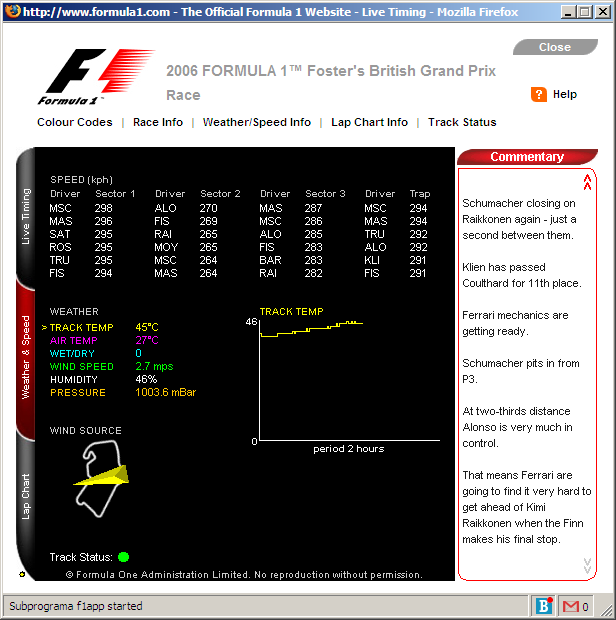 http://www.formula1.com - The Official Formula 1 Website - Live Timing - Mozilla Firefox
Close
F1
Formula 1™
2006 FORMULA 1™ Foster's British Grand Prix
Race
Help
Colour Codes | Race Info | Weather/Speed Info | Lap Chart Info | Track Status
Live Timing
Weather & Speed
Lap Chart
SPEED (kph)
Driver Sector 1 Driver Sector 2 Driver Sector 3 Driver Trap
MSC 298 ALO 270 MAS 287 MSC 294
MAS 296 FIS 269 MSC 286 MAS 294
SAT 295 RAI 265 ALO 285 TRU 292
ROS 295 MOY 265 FIS 283 ALO 292
TRU 295 MSC 264 BAR 283 KLI 291
FIS 294 MAS 264 RAI 282 FIS 291
WEATHER
> TRACK TEMP 45°C
AIR TEMP 27°C
WET/DRY 0
WIND SPEED 2.7 mps
HUMIDITY 46%
PRESSURE 1003.6 mBar
TRACK TEMP
46
0
period 2 hours
WIND SOURCE
Track Status:
© Formula One Administration Limited. No reproduction without permission.
Commentary
Schumacher closing on
Raikkonen again - just a
second between them.
Klien has passed
Coulthard for 11th place.
Ferrari mechanics are
getting ready.
Schumacher pits in from
P3.
At two-thirds distance
Alonso is very much in
control.
That means Ferrari are
going to find it very hard to
get ahead of Kimi
Raikkonen when the Finn
makes his final stop.
Subprograma f1app started
B
0